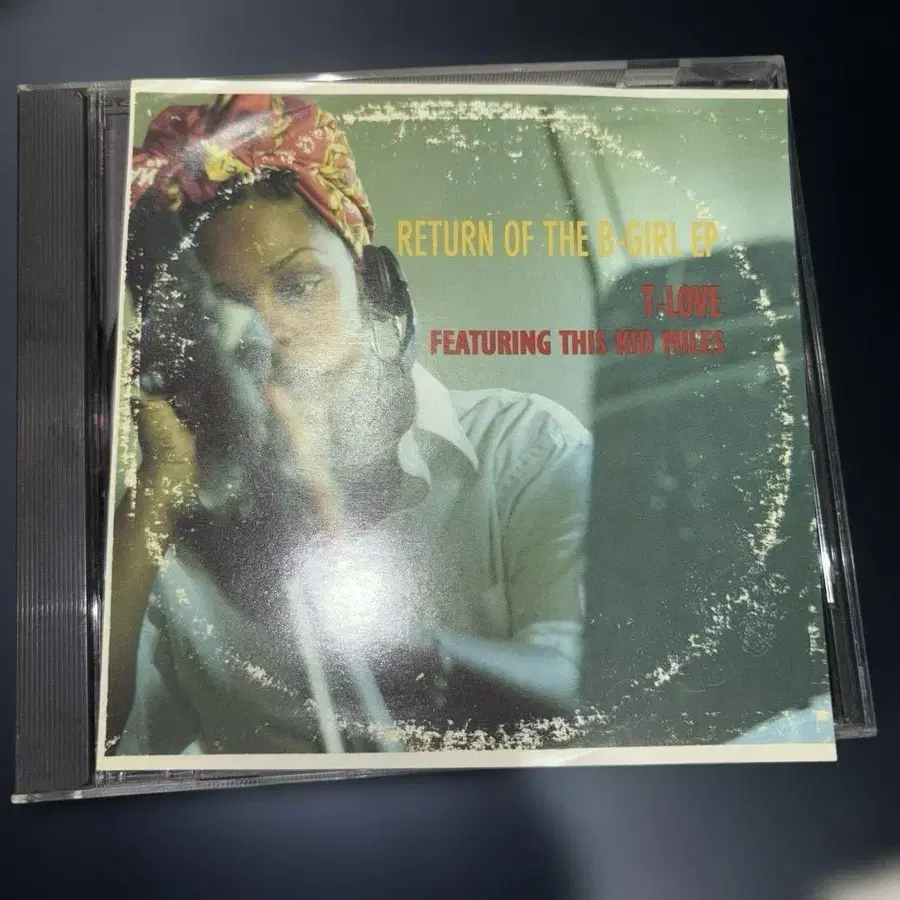 RETURN OF THE B-GIRL EP
T-LOVE
FEATURING THIS KID MILES